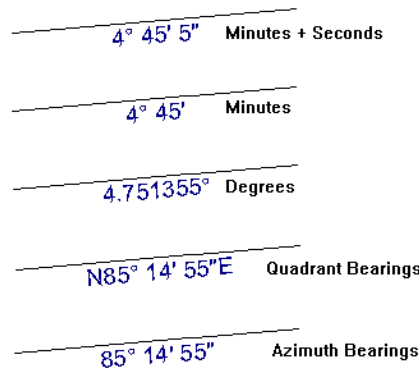 4° 45' 5" Minutes + Seconds
4° 45' Minutes
4.751355° Degrees
N85° 14' 55"E Quadrant Bearings
85° 14' 55" Azimuth Bearings